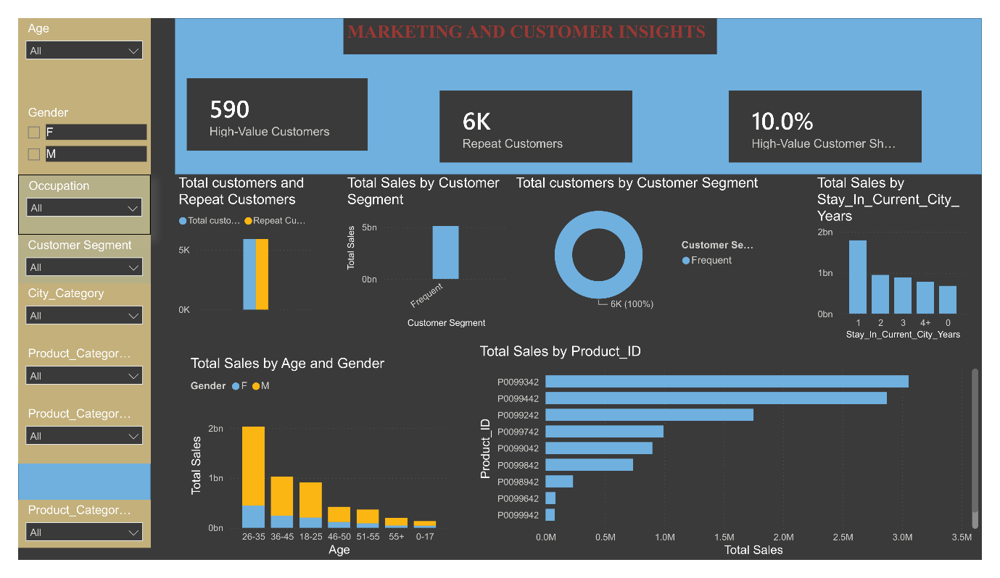 Age
All
Gender
F
M
Occupation
All
Customer Segment
All
City_Category
All
Product_Categor…
All
Product_Categor…
All
Product_Categor…
All
MARKETING AND CUSTOMER INSIGHTS
590
High-Value Customers
6K
Repeat Customers
10.0%
High-Value Customer Sh…
Total customers and
Repeat Customers
Total custo… Repeat Cu…
5K
0K
Total Sales by Customer
Segment
Total Sales
5bn
0bn
Frequent
Customer Segment
Total customers by Customer Segment
6K (100%)
Customer Se…
Frequent
Total Sales by
Stay_In_Current_City_
Years
2bn
1bn
0bn
1 2 3 4+ 0
Stay_In_Current_City_Years
Total Sales by Age and Gender
Gender F M
Total Sales
2bn
1bn
0bn
26-35 36-45 18-25 46-50 51-55 55+ 0-17
Age
Total Sales by Product_ID
Product_ID
P0099342
P0099442
P0099242
P0099742
P0099042
P0099842
P0098942
P0099642
P0099942
0.0M 0.5M 1.0M 1.5M 2.0M 2.5M 3.0M 3.5M
Total Sales